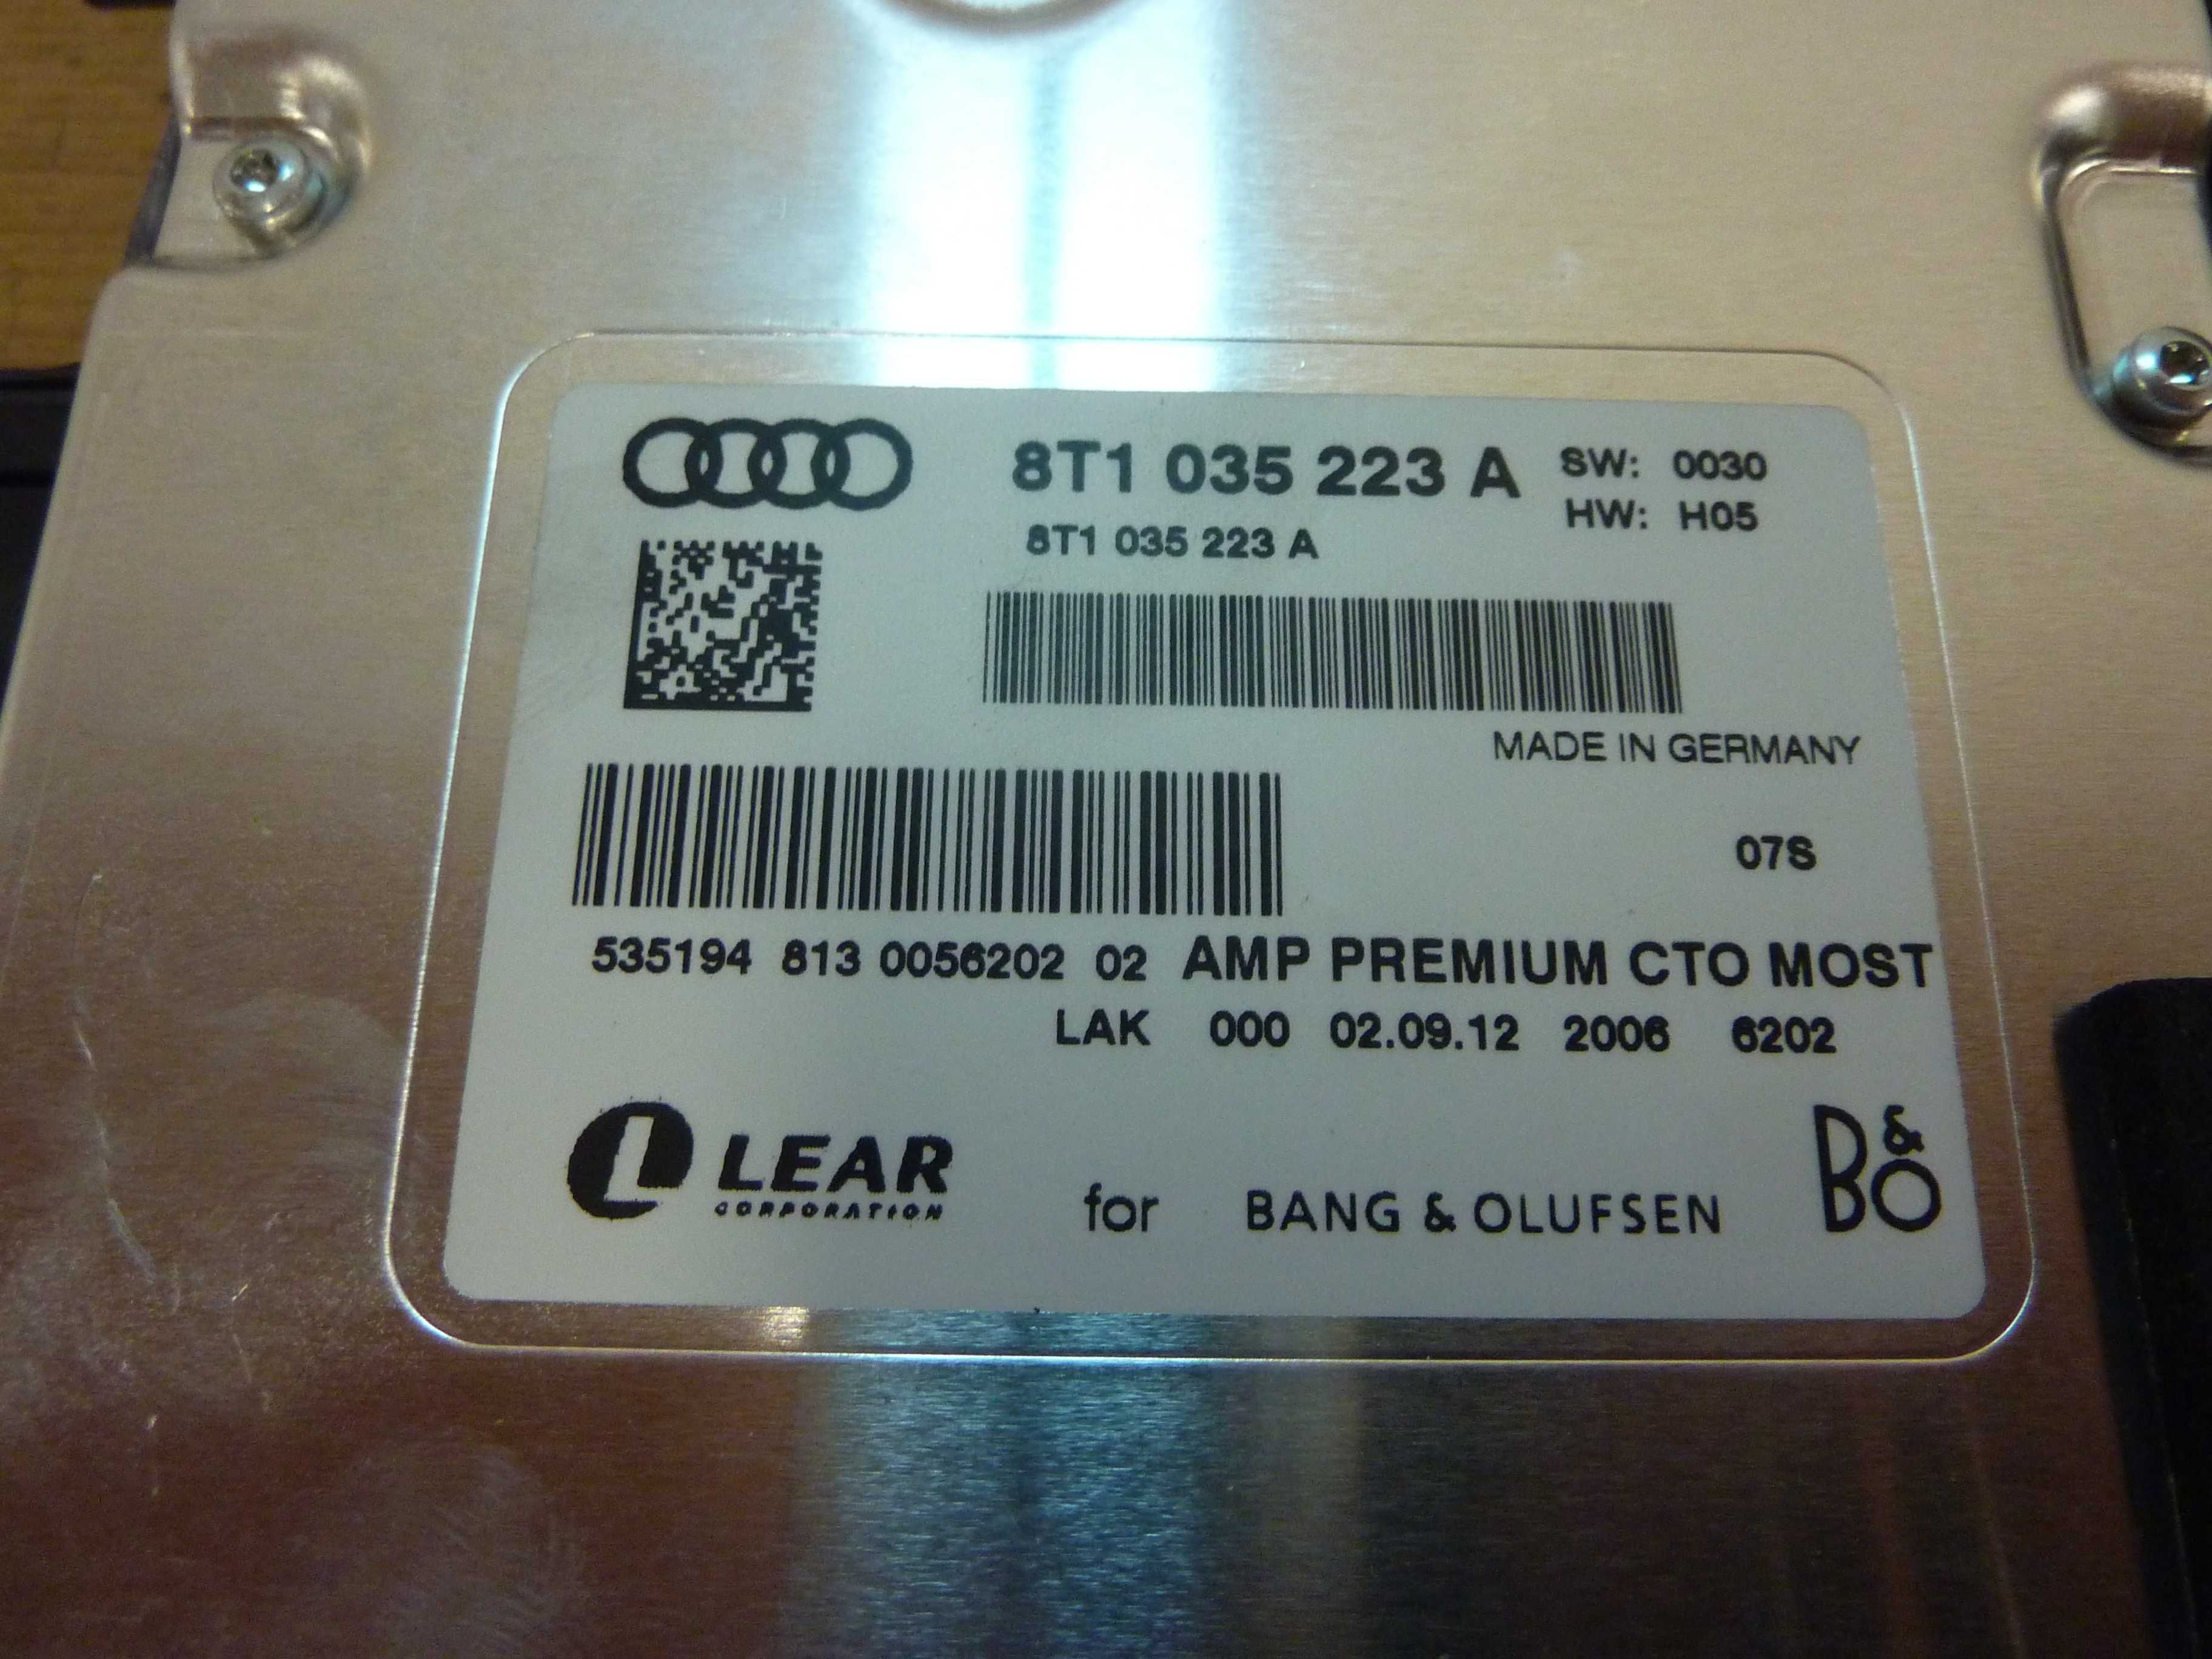 8T1 035 223 A SW: 0030
HW: H05
8T1 035 223 A
MADE IN GERMANY
07S
535194 813 0056202 02 AMP PREMIUM CTO MOST
LAK 000 02.09.12 2006 6202
L LEAR
CORPORATION
for BANG & OLUFSEN
B&O